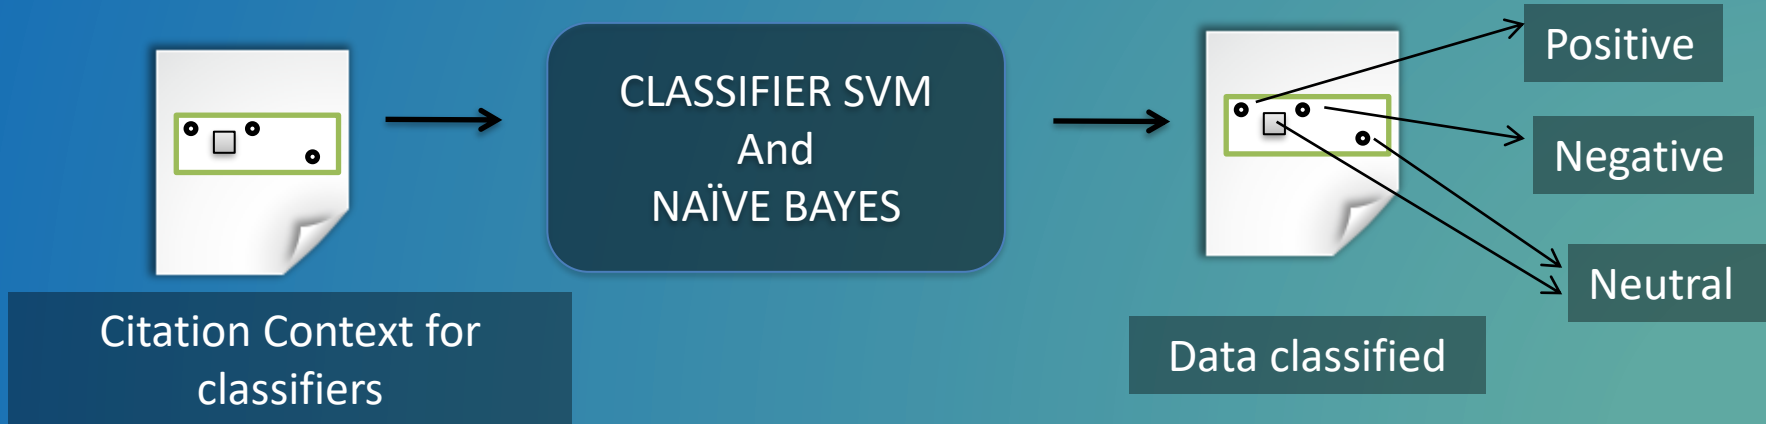 CLASSIFIER SVM
And
NAÏVE BAYES
Citation Context for
classifiers
Data classified
Positive
Negative
Neutral